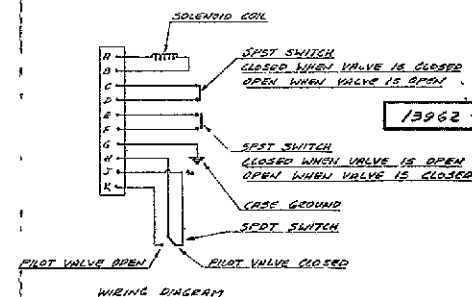 SOLENOID COIL
A
B
C
D
E
F
G
H
J
K
SPST SWITCH
CLOSED WHEN VALVE IS CLOSED
OPEN WHEN VALVE IS OPEN
13962
SPST SWITCH
CLOSED WHEN VALVE IS OPEN
OPEN WHEN VALVE IS CLOSED
CASE GROUND
SPDT SWITCH
PILOT VALVE OPEN
PILOT VALVE CLOSED
WIRING DIAGRAM